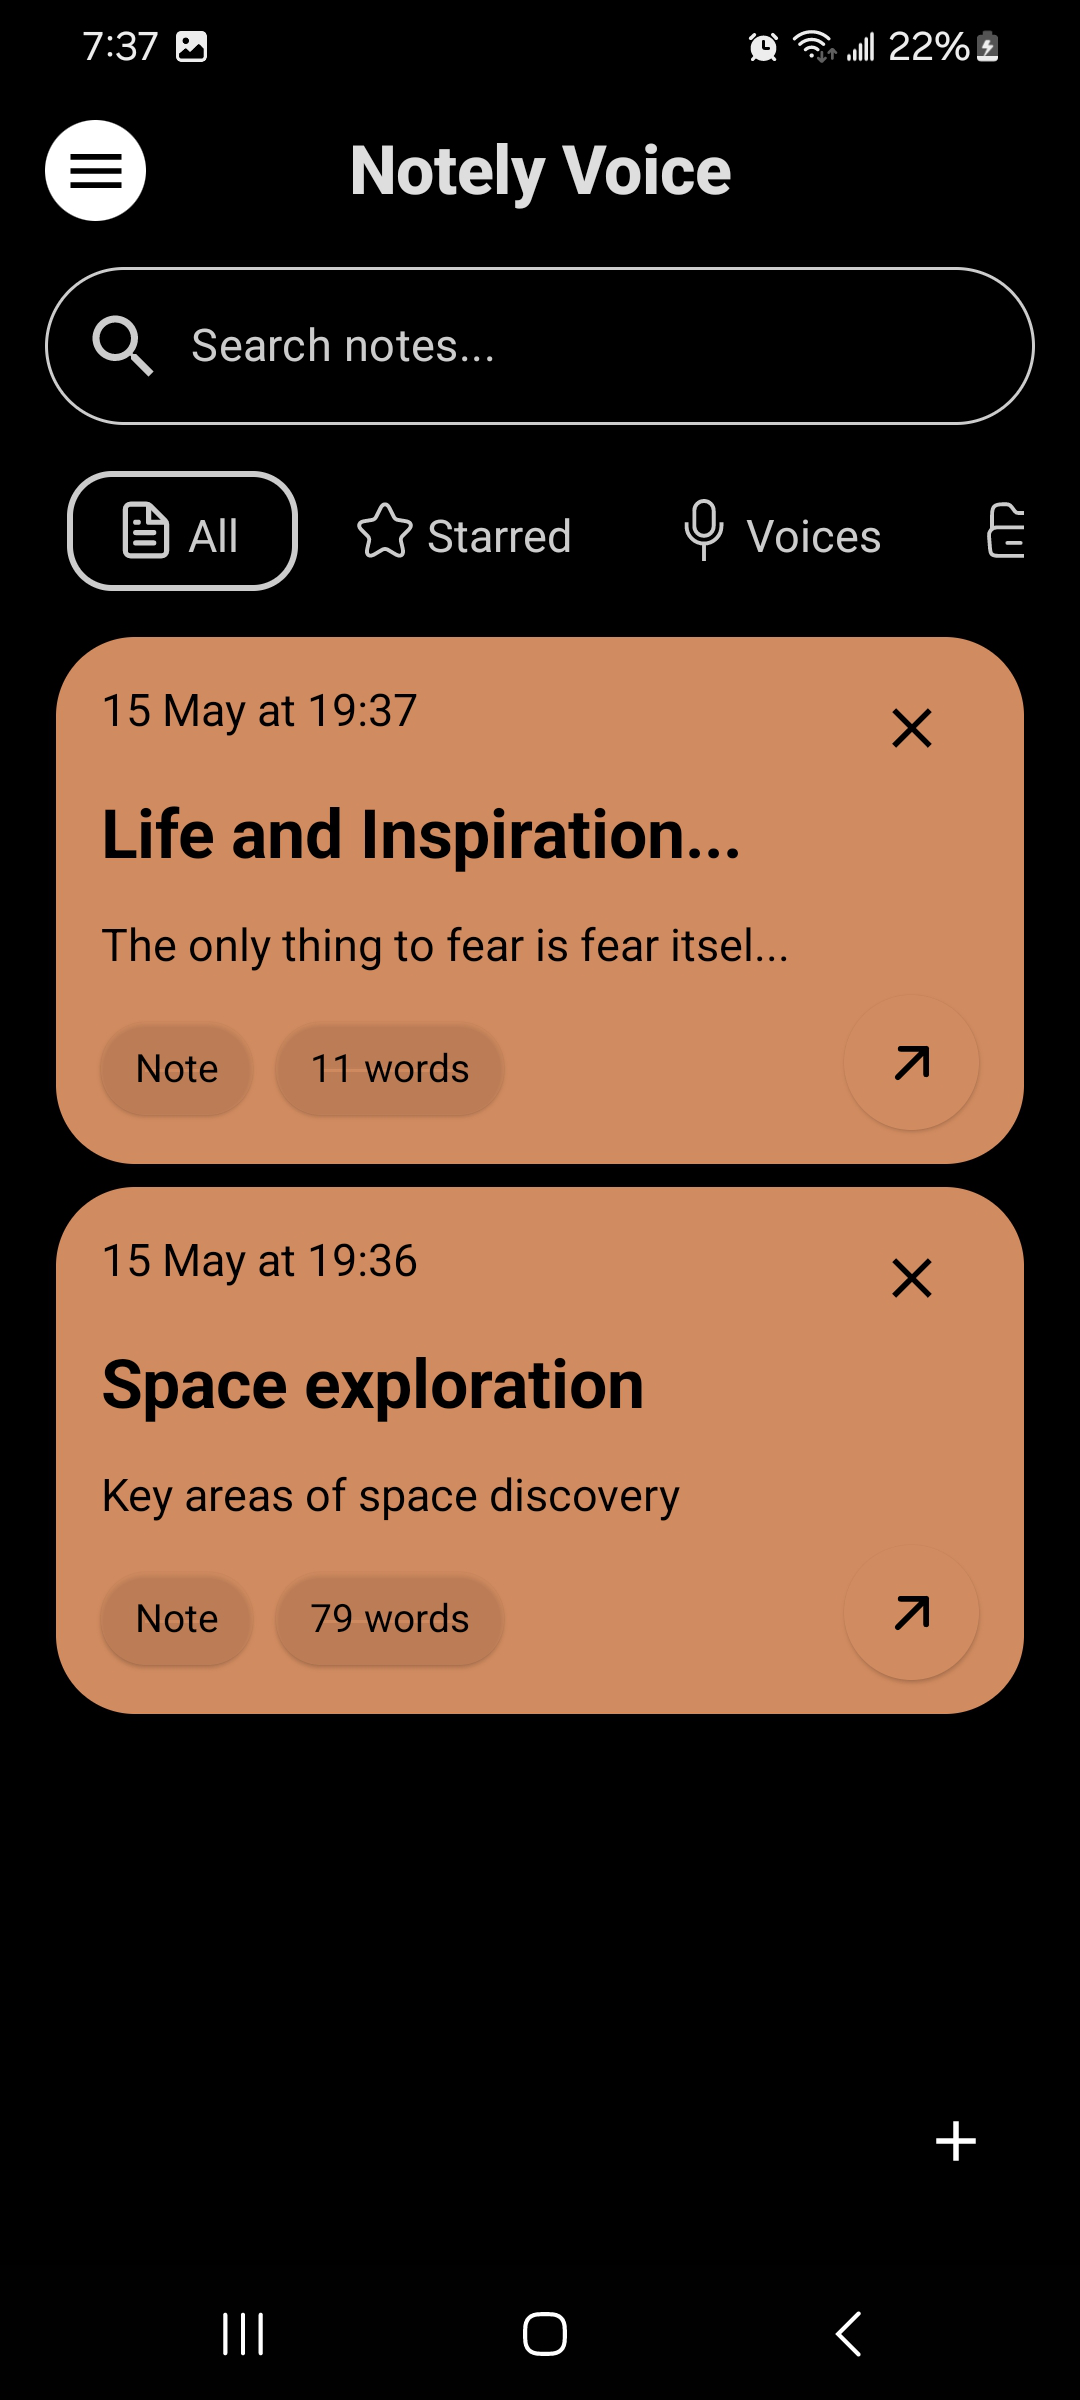 7:37 22%
Notely Voice
Search notes...
All Starred Voices
15 May at 19:37
Life and Inspiration...
The only thing to fear is fear itsel...
Note 11 words
15 May at 19:36
Space exploration
Key areas of space discovery
Note 79 words